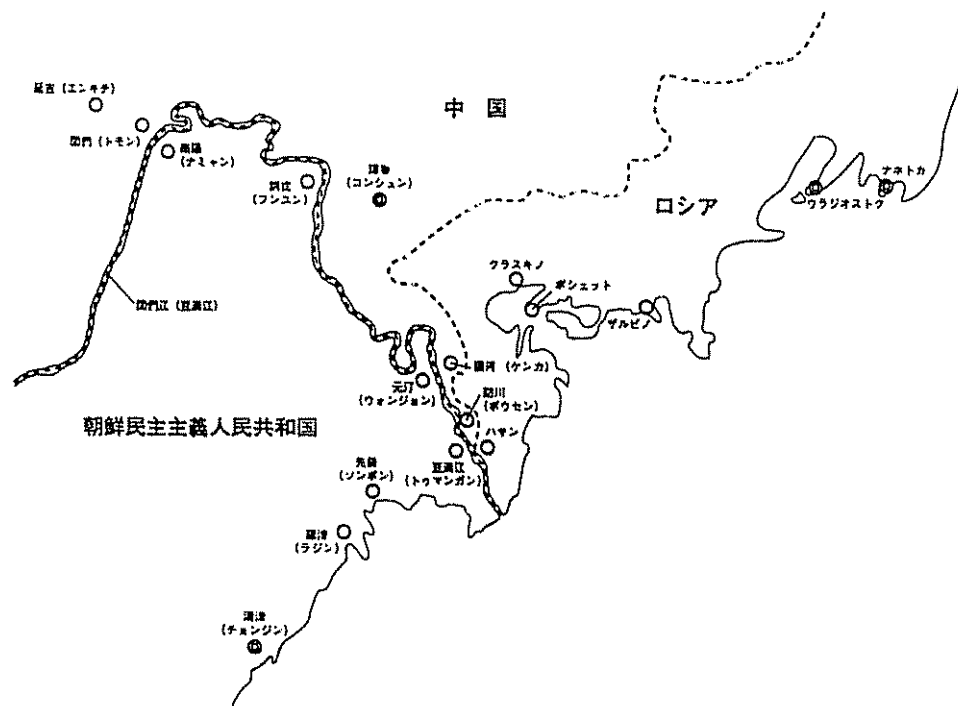 中国
延吉 (エンキチ)
図們 (トモン)
南陽
(ナミャン)
訓戎
(フンユン)
琿春
(コンシュン)
ロシア
ナホトカ
ウラジオストク
クラスキノ
ポシェット
ザルビノ
図們江 (豆満江)
圏河 (ケンカ)
元汀
(ウォンジョン)
防川
(ボウセン)
ハサン
朝鮮民主主義人民共和国
豆満江
(トゥマンガン)
先鋒
(ソンボン)
羅津
(ラジン)
清津
(チョンジン)